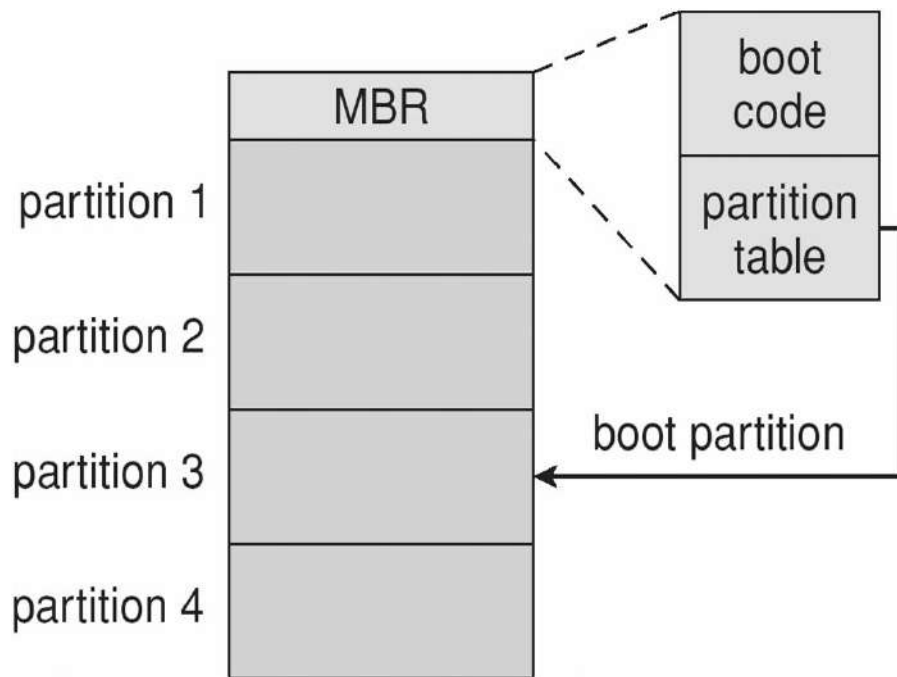 MBR
boot
code
partition
table
partition 1
partition 2
boot partition
partition 3
partition 4